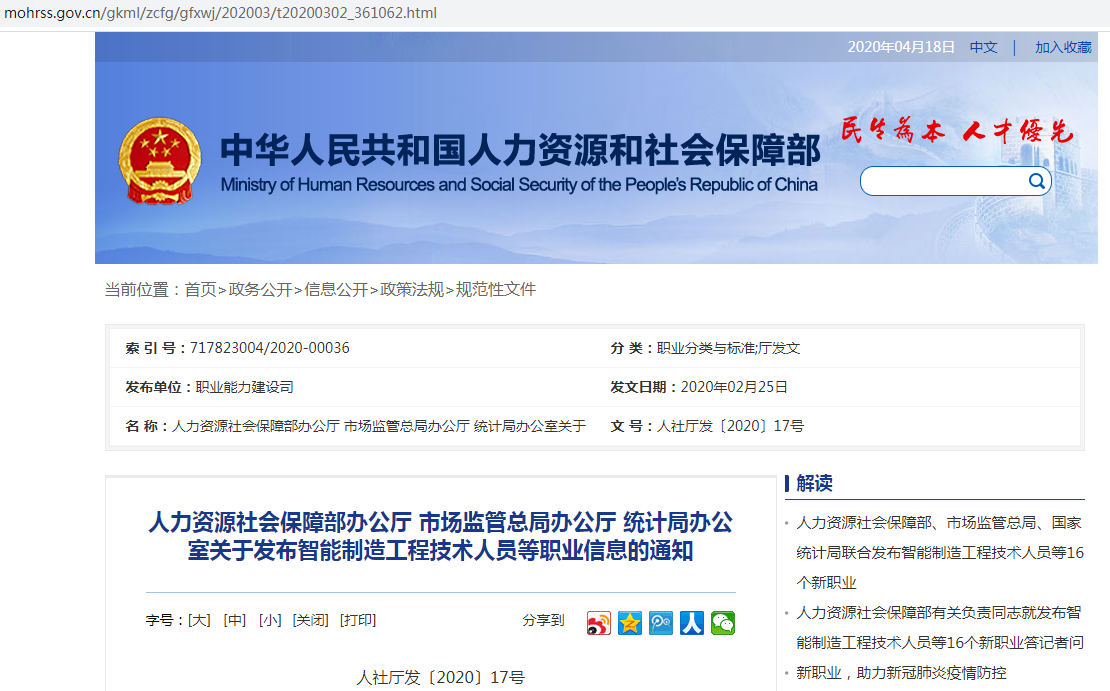 mohrss.gov.cn/gkml/zcfg/gfxwj/202003/t20200302_361062.html
2020年04月18日 中文 | 加入收藏
民生為本 人才優先
中华人民共和国人力资源和社会保障部
Ministry of Human Resources and Social Security of the People's Republic of China
当前位置：首页>政务公开>信息公开>政策法规>规范性文件
索 引 号：717823004/2020-00036
分 类：职业分类与标准;厅发文
发布单位：职业能力建设司
发文日期：2020年02月25日
名 称：人力资源社会保障部办公厅 市场监管总局办公厅 统计局办公室关于
文 号：人社厅发〔2020〕17号
人力资源社会保障部办公厅 市场监管总局办公厅 统计局办公
室关于发布智能制造工程技术人员等职业信息的通知
字号：[大] [中] [小] [关闭] [打印]
分享到
人社厅发〔2020〕17号
解读
人力资源社会保障部、市场监管总局、国家
统计局联合发布智能制造工程技术人员等16
个新职业
人力资源社会保障部有关负责同志就发布智
能制造工程技术人员等16个新职业答记者问
新职业，助力新冠肺炎疫情防控